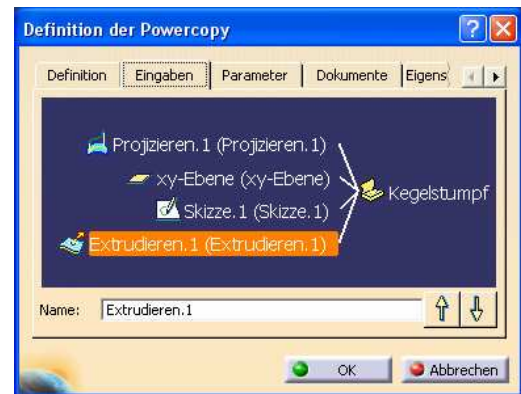 Definition der Powercopy
Definition Eingaben Parameter Dokumente Eigens
Projizieren.1 (Projizieren.1)
xy-Ebene (xy-Ebene)
Kegelstumpf
Skizze.1 (Skizze.1)
Extrudieren.1 (Extrudieren.1)
Name: Extrudieren.1
OK Abbrechen